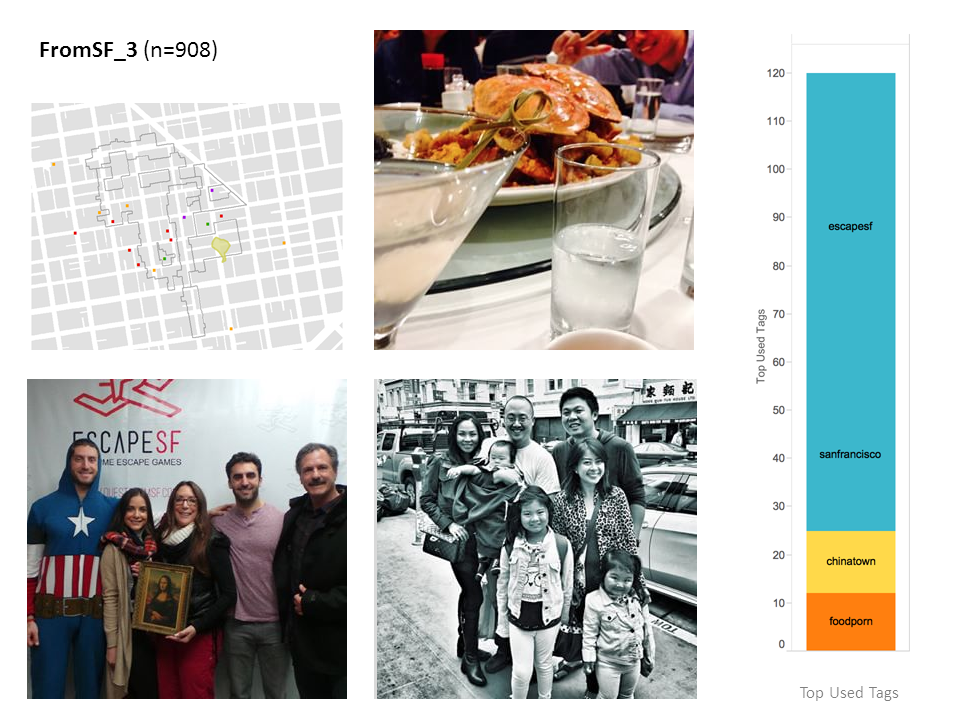 FromSF_3 (n=908)
ESCAPESF
ME ESCAPE GAMES
TOW
Top Used Tags
120
110
100
90
80
70
60
50
40
30
20
10
0
escapesf
sanfrancisco
chinatown
foodporn
Top Used Tags